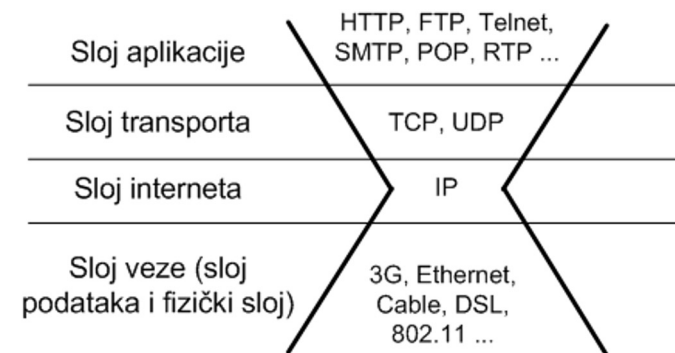 HTTP, FTP, Telnet,
Sloj aplikacije
SMTP, POP, RTP ...
Sloj transporta
TCP, UDP
Sloj interneta
IP
Sloj veze (sloj
podataka i fizički sloj)
3G, Ethernet,
Cable, DSL,
802.11 ...